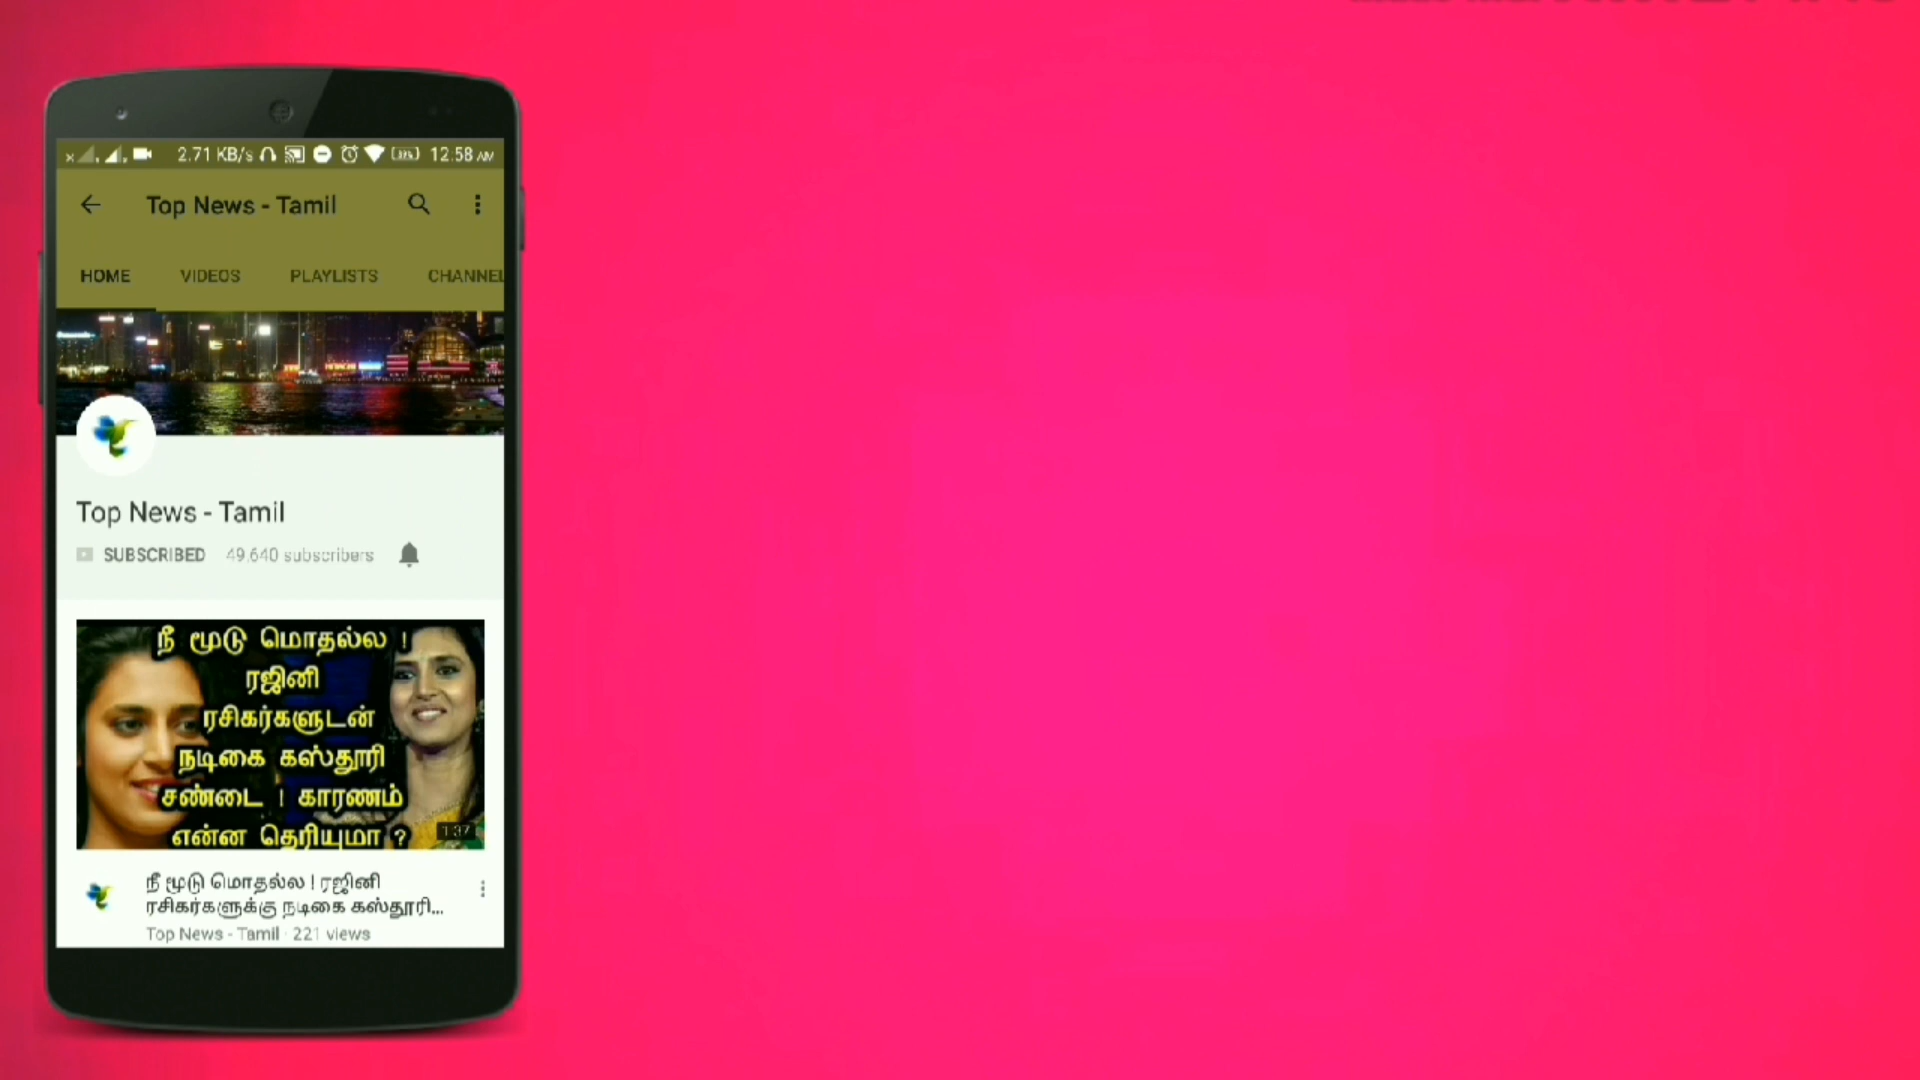 2.71 KB/s 12.58 AM
Top News - Tamil
HOME VIDEOS PLAYLISTS CHANNEL
Top News - Tamil
SUBSCRIBED 49,640 subscribers
நீ மூடு மொதல்ல !
ரஜினி
ரசிகர்களுடன்
நடிகை கஸ்தூரி
சண்டை ! காரணம்
என்ன தெரியுமா ?
1:37
நீ மூடு மொதல்ல ! ரஜினி
ரசிகர்களுக்கு நடிகை கஸ்தூரி...
Top News - Tamil · 221 views